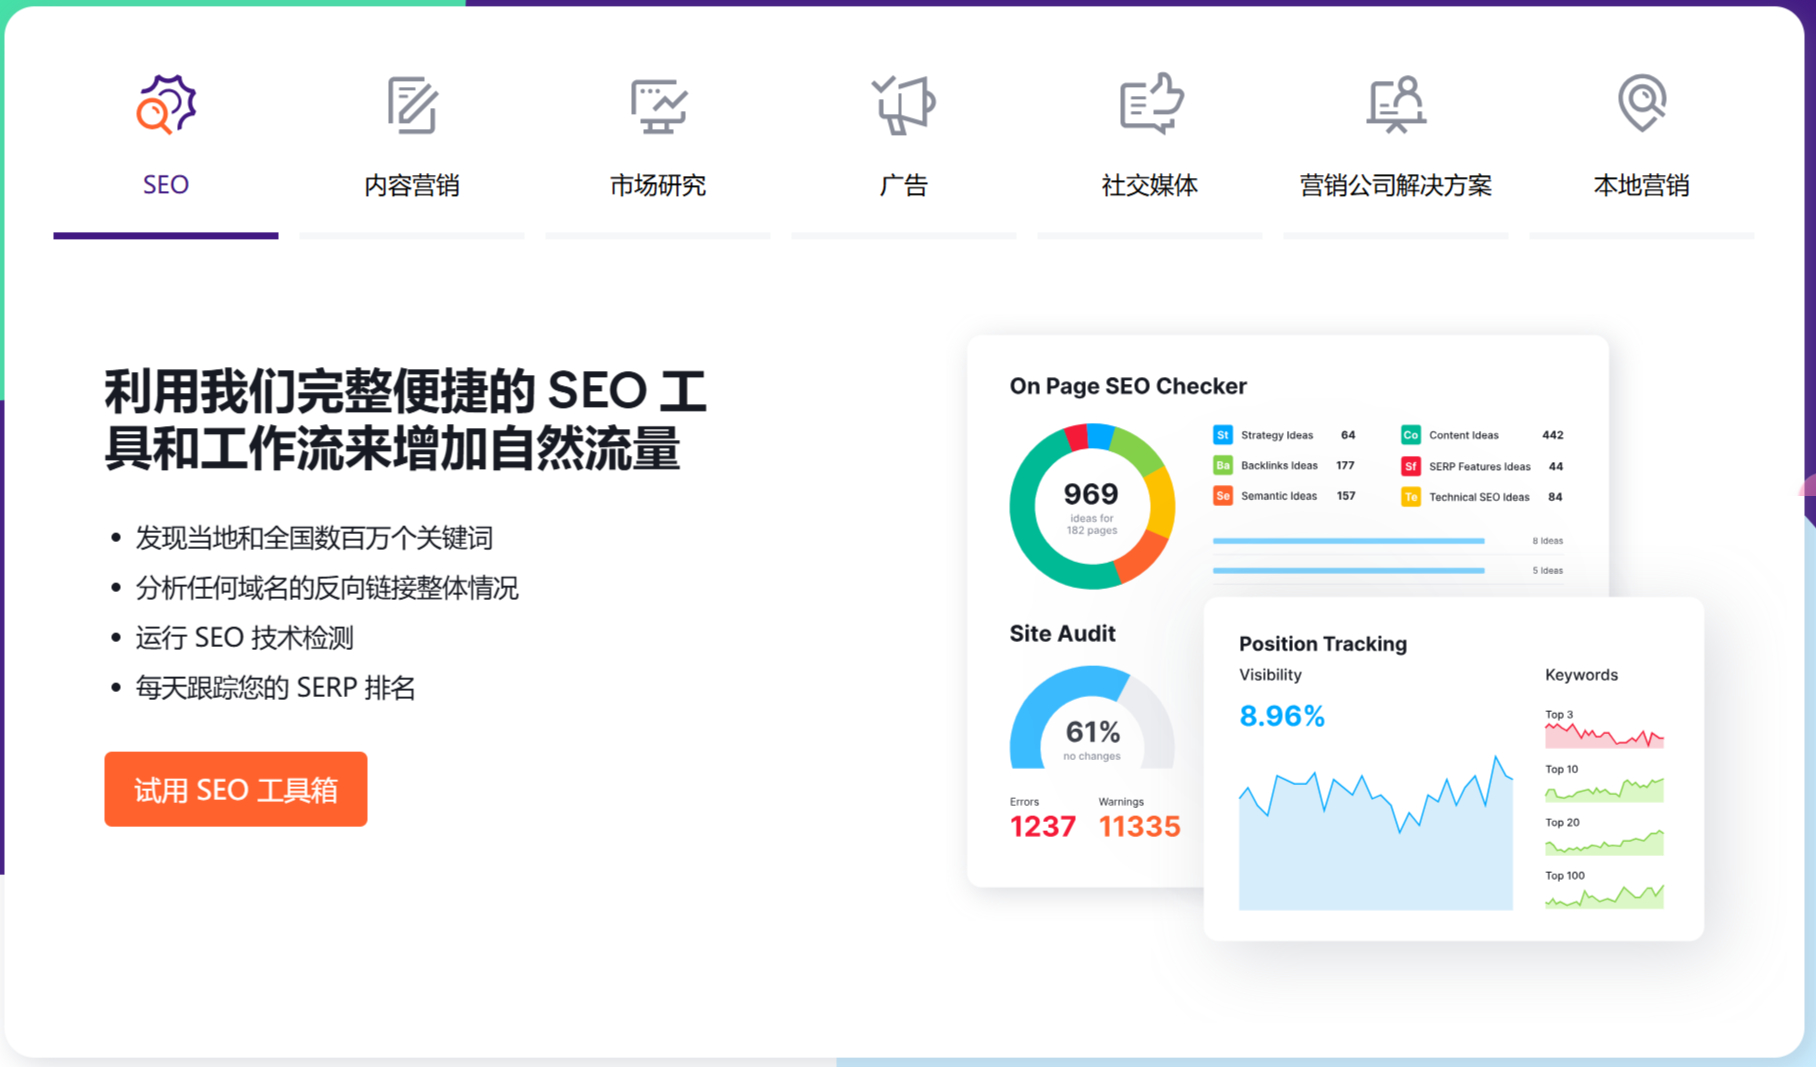 SEO
内容营销
市场研究
广告
社交媒体
营销公司解决方案
本地营销
利用我们完整便捷的 SEO 工
具和工作流来增加自然流量
发现当地和全国数百万个关键词
分析任何域名的反向链接整体情况
运行 SEO 技术检测
每天跟踪您的 SERP 排名
试用 SEO 工具箱
On Page SEO Checker
969
ideas for
182 pages
St Strategy Ideas 64
Ba Backlinks Ideas 177
Se Semantic Ideas 157
Co Content Ideas 442
Sf SERP Features Ideas 44
Te Technical SEO Ideas 84
8 Ideas
5 Ideas
Site Audit
61%
no changes
Errors
1237
Warnings
11335
Position Tracking
Visibility
8.96%
Keywords
Top 3
Top 10
Top 20
Top 100